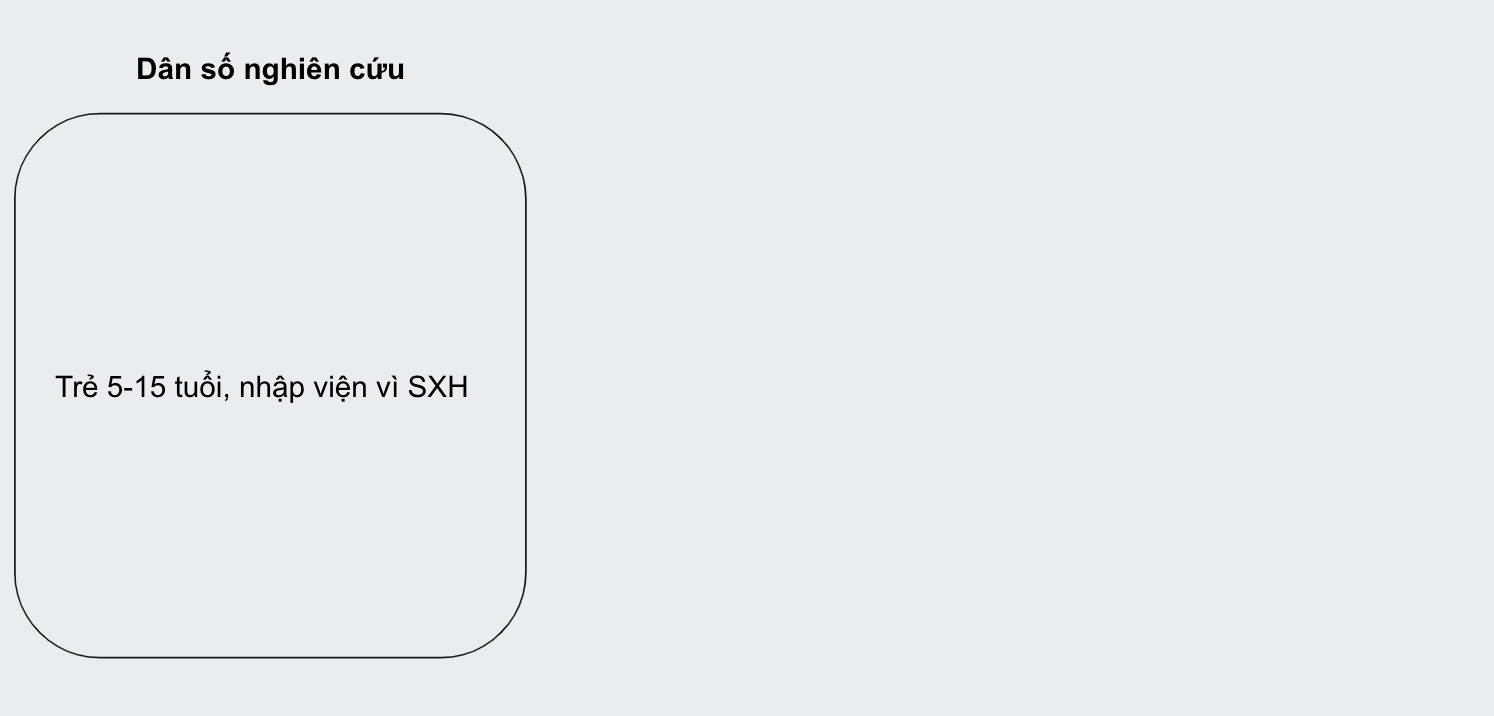 Dân số nghiên cứu
Trẻ 5-15 tuổi, nhập viện vì SXH